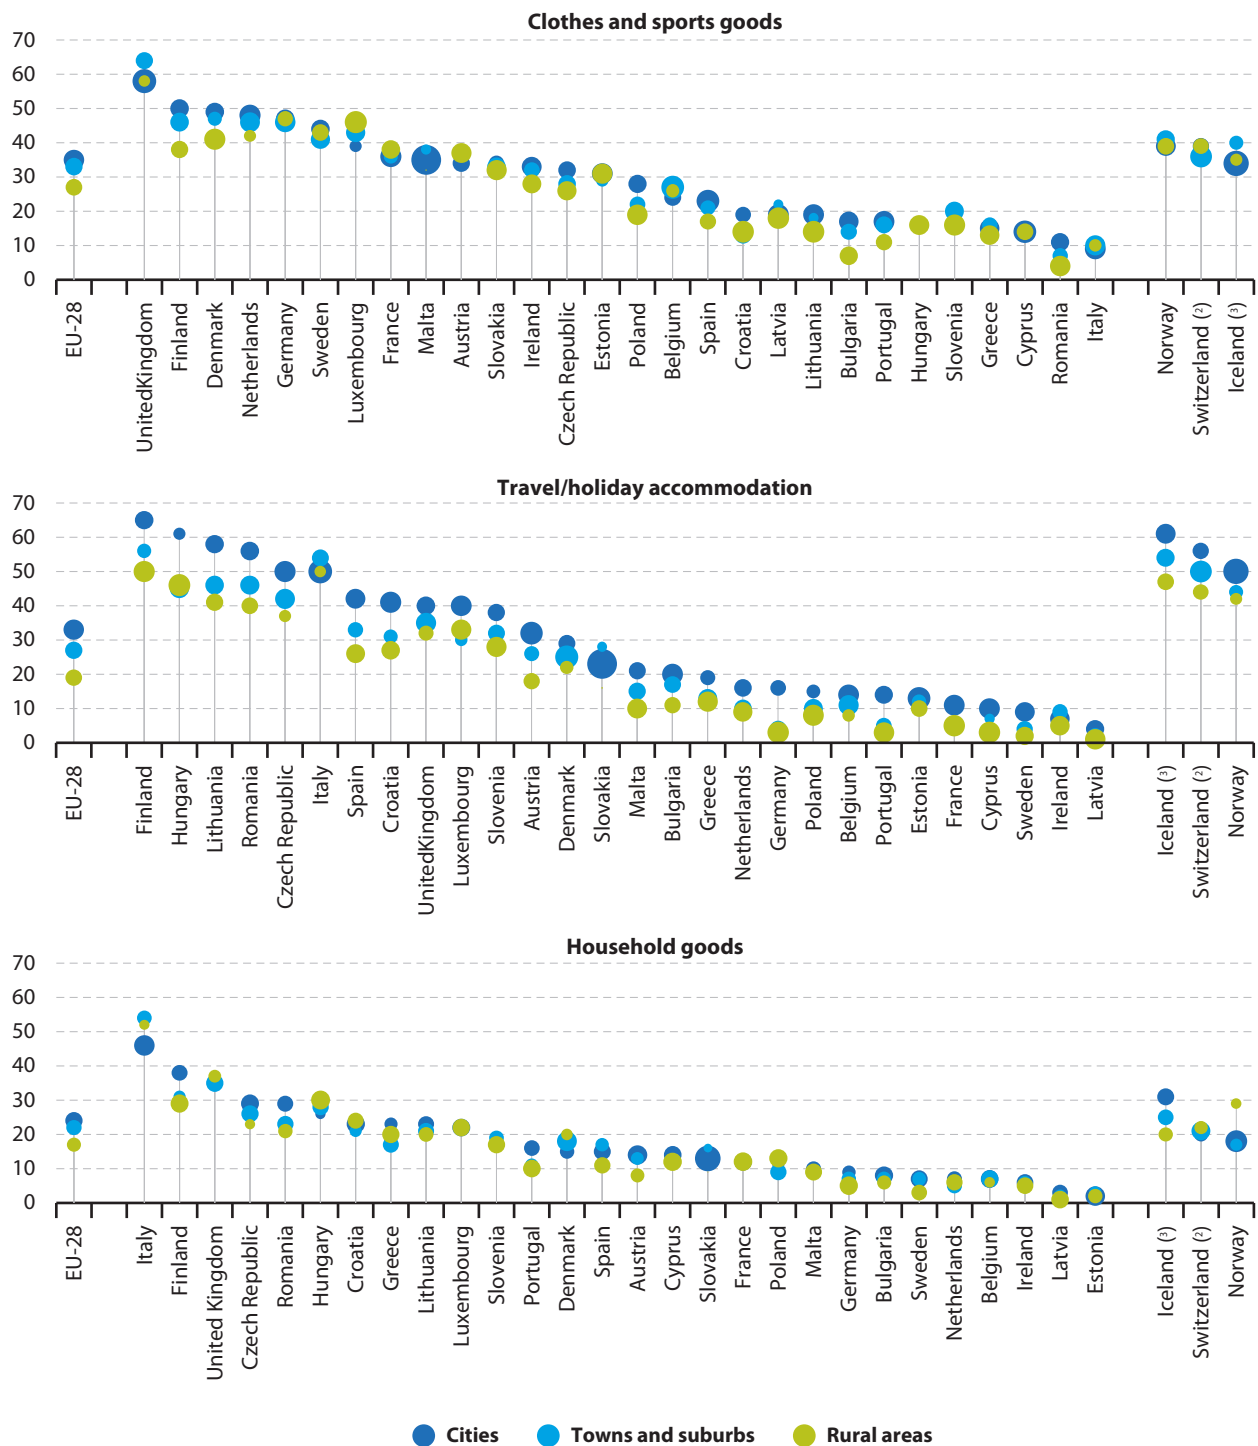 Clothes and sports goods
70
60
50
40
30
20
10
0
EU-28
UnitedKingdom
Finland
Denmark
Netherlands
Germany
Sweden
Luxembourg
France
Malta
Austria
Slovakia
Ireland
Czech Republic
Estonia
Poland
Belgium
Spain
Croatia
Latvia
Lithuania
Bulgaria
Portugal
Hungary
Slovenia
Greece
Cyprus
Romania
Italy
Norway
Switzerland (²)
Iceland (³)
Travel/holiday accommodation
70
60
50
40
30
20
10
0
EU-28
Finland
Hungary
Lithuania
Romania
Czech Republic
Italy
Spain
Croatia
UnitedKingdom
Luxembourg
Slovenia
Austria
Denmark
Slovakia
Malta
Bulgaria
Greece
Netherlands
Germany
Poland
Belgium
Portugal
Estonia
France
Cyprus
Sweden
Ireland
Latvia
Iceland (³)
Switzerland (²)
Norway
Household goods
70
60
50
40
30
20
10
0
EU-28
Italy
Finland
United Kingdom
Czech Republic
Romania
Hungary
Croatia
Greece
Lithuania
Luxembourg
Slovenia
Portugal
Denmark
Spain
Austria
Cyprus
Slovakia
France
Poland
Malta
Germany
Bulgaria
Sweden
Netherlands
Belgium
Ireland
Latvia
Estonia
Iceland (³)
Switzerland (²)
Norway
Cities
Towns and suburbs
Rural areas